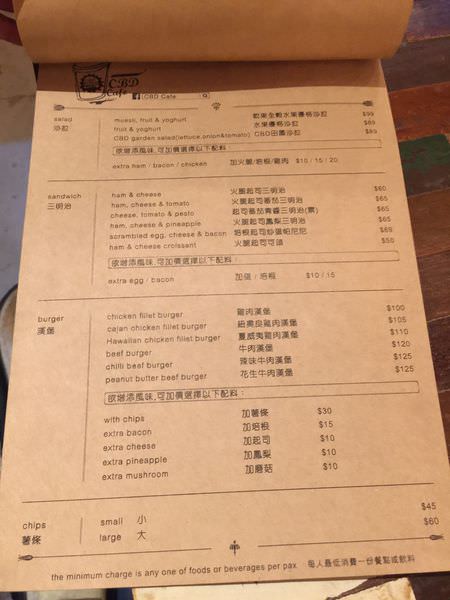 CBD
Cafe
CBD Cafe
salad
沙拉
muesli, fruit & yoghurt 乾果全穀水果優格沙拉 $99
fruit & yoghurt 水果優格沙拉 $89
CBD garden salad(lettuce,onion&tomato) CBD田園沙拉 $89
欲增添風味,可加價選擇以下配料:
extra ham / bacon / chicken 加火腿/培根/雞肉 $10 / 15 / 20
sandwich
三明治
ham & cheese 火腿起司三明治 $60
ham, cheese & tomato 火腿起司蕃茄三明治 $65
cheese, tomato & pesto 起司蕃茄青醬三明治(素) $65
ham, cheese & pineapple 火腿起司鳳梨三明治 $65
scrambled egg, cheese & bacon 培根起司炒蛋帕尼尼 $69
ham & cheese croissant 火腿起司可頌 $50
欲增添風味,可加價選擇以下配料:
extra egg / bacon 加蛋 / 培根 $10 / 15
burger
漢堡
chicken fillet burger 雞肉漢堡 $100
cajan chicken fillet burger 紐奧良雞肉漢堡 $105
Hawaiian chicken fillet burger 夏威夷雞肉漢堡 $110
beef burger 牛肉漢堡 $120
chilli beef burger 辣味牛肉漢堡 $125
peanut butter beef burger 花生牛肉漢堡 $125
欲增添風味,可加價選擇以下配料:
with chips 加薯條 $30
extra bacon 加培根 $15
extra cheese 加起司 $10
extra pineapple 加鳳梨 $10
extra mushroom 加蘑菇 $10
chips
薯條
small 小 $45
large 大 $60
the minimum charge is any one of foods or beverages per pax. 每人最低消費一份餐點或飲料